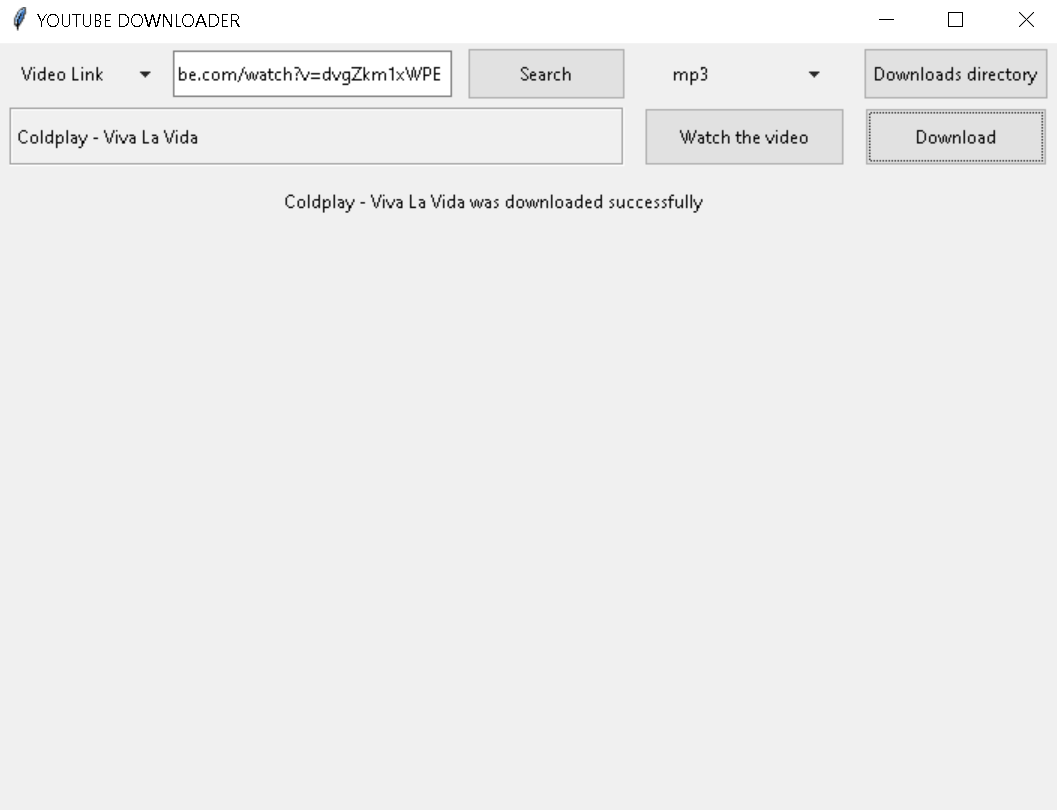 YOUTUBE DOWNLOADER
Video Link be.com/watch?v=dvgZkm1xWPE Search mp3 Downloads directory
Coldplay - Viva La Vida Watch the video Download
Coldplay - Viva La Vida was downloaded successfully